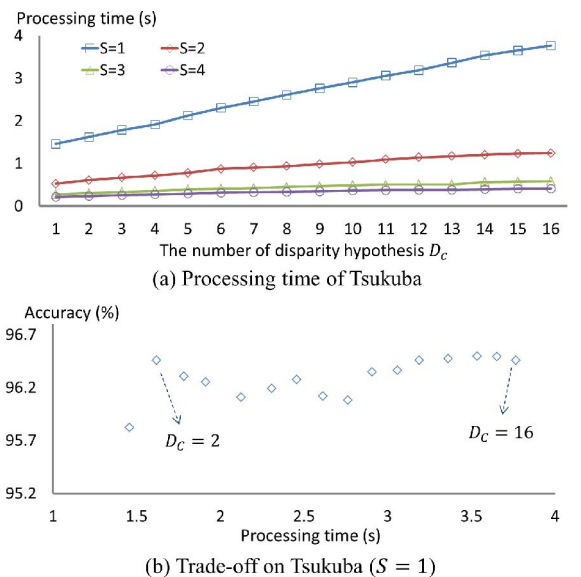 Processing time (s)
4
S=1 S=2
3
S=3 S=4
2
1
0
1 2 3 4 5 6 7 8 9 10 11 12 13 14 15 16
The number of disparity hypothesis D_C
(a) Processing time of Tsukuba
Accuracy (%)
96.7
96.2
D_C = 2
D_C = 16
95.7
95.2
1 1.5 2 2.5 3 3.5 4
Processing time (s)
(b) Trade-off on Tsukuba (S = 1)